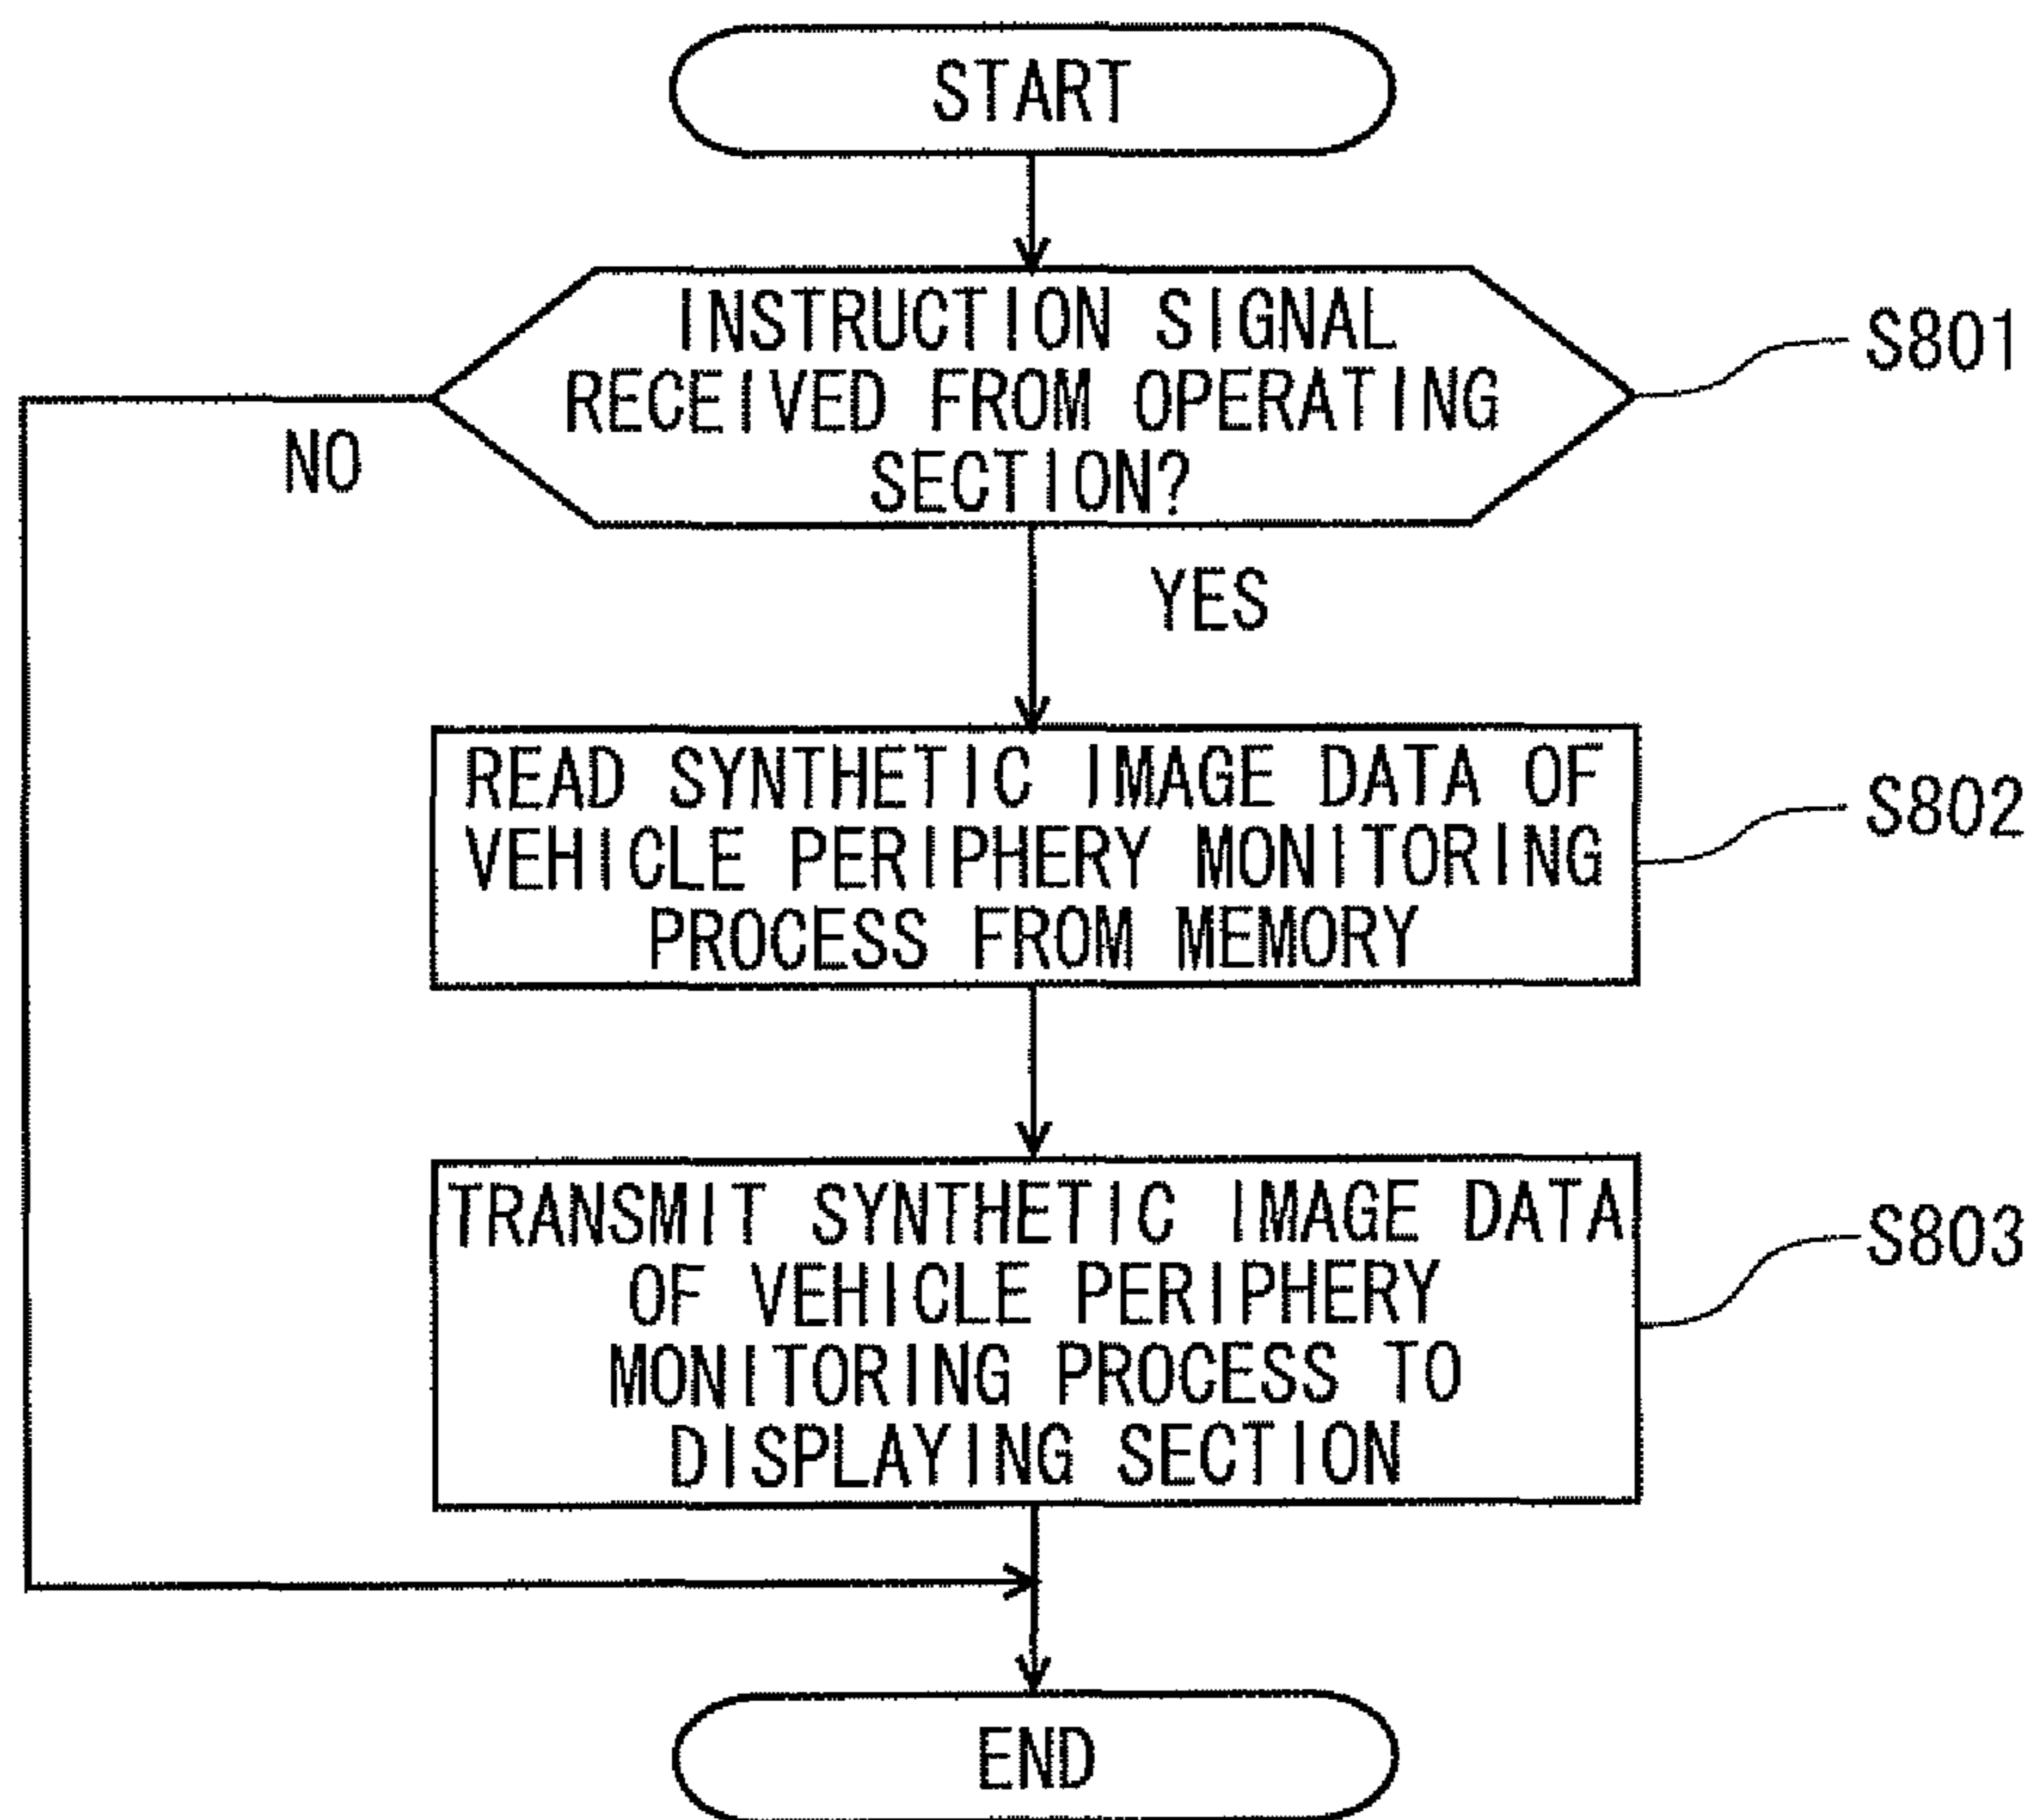 START
INSTRUCTION SIGNAL
RECEIVED FROM OPERATING
SECTION?
S801
NO
YES
READ SYNTHETIC IMAGE DATA OF
VEHICLE PERIPHERY MONITORING
PROCESS FROM MEMORY
S802
TRANSMIT SYNTHETIC IMAGE DATA
OF VEHICLE PERIPHERY
MONITORING PROCESS TO
DISPLAYING SECTION
S803
END